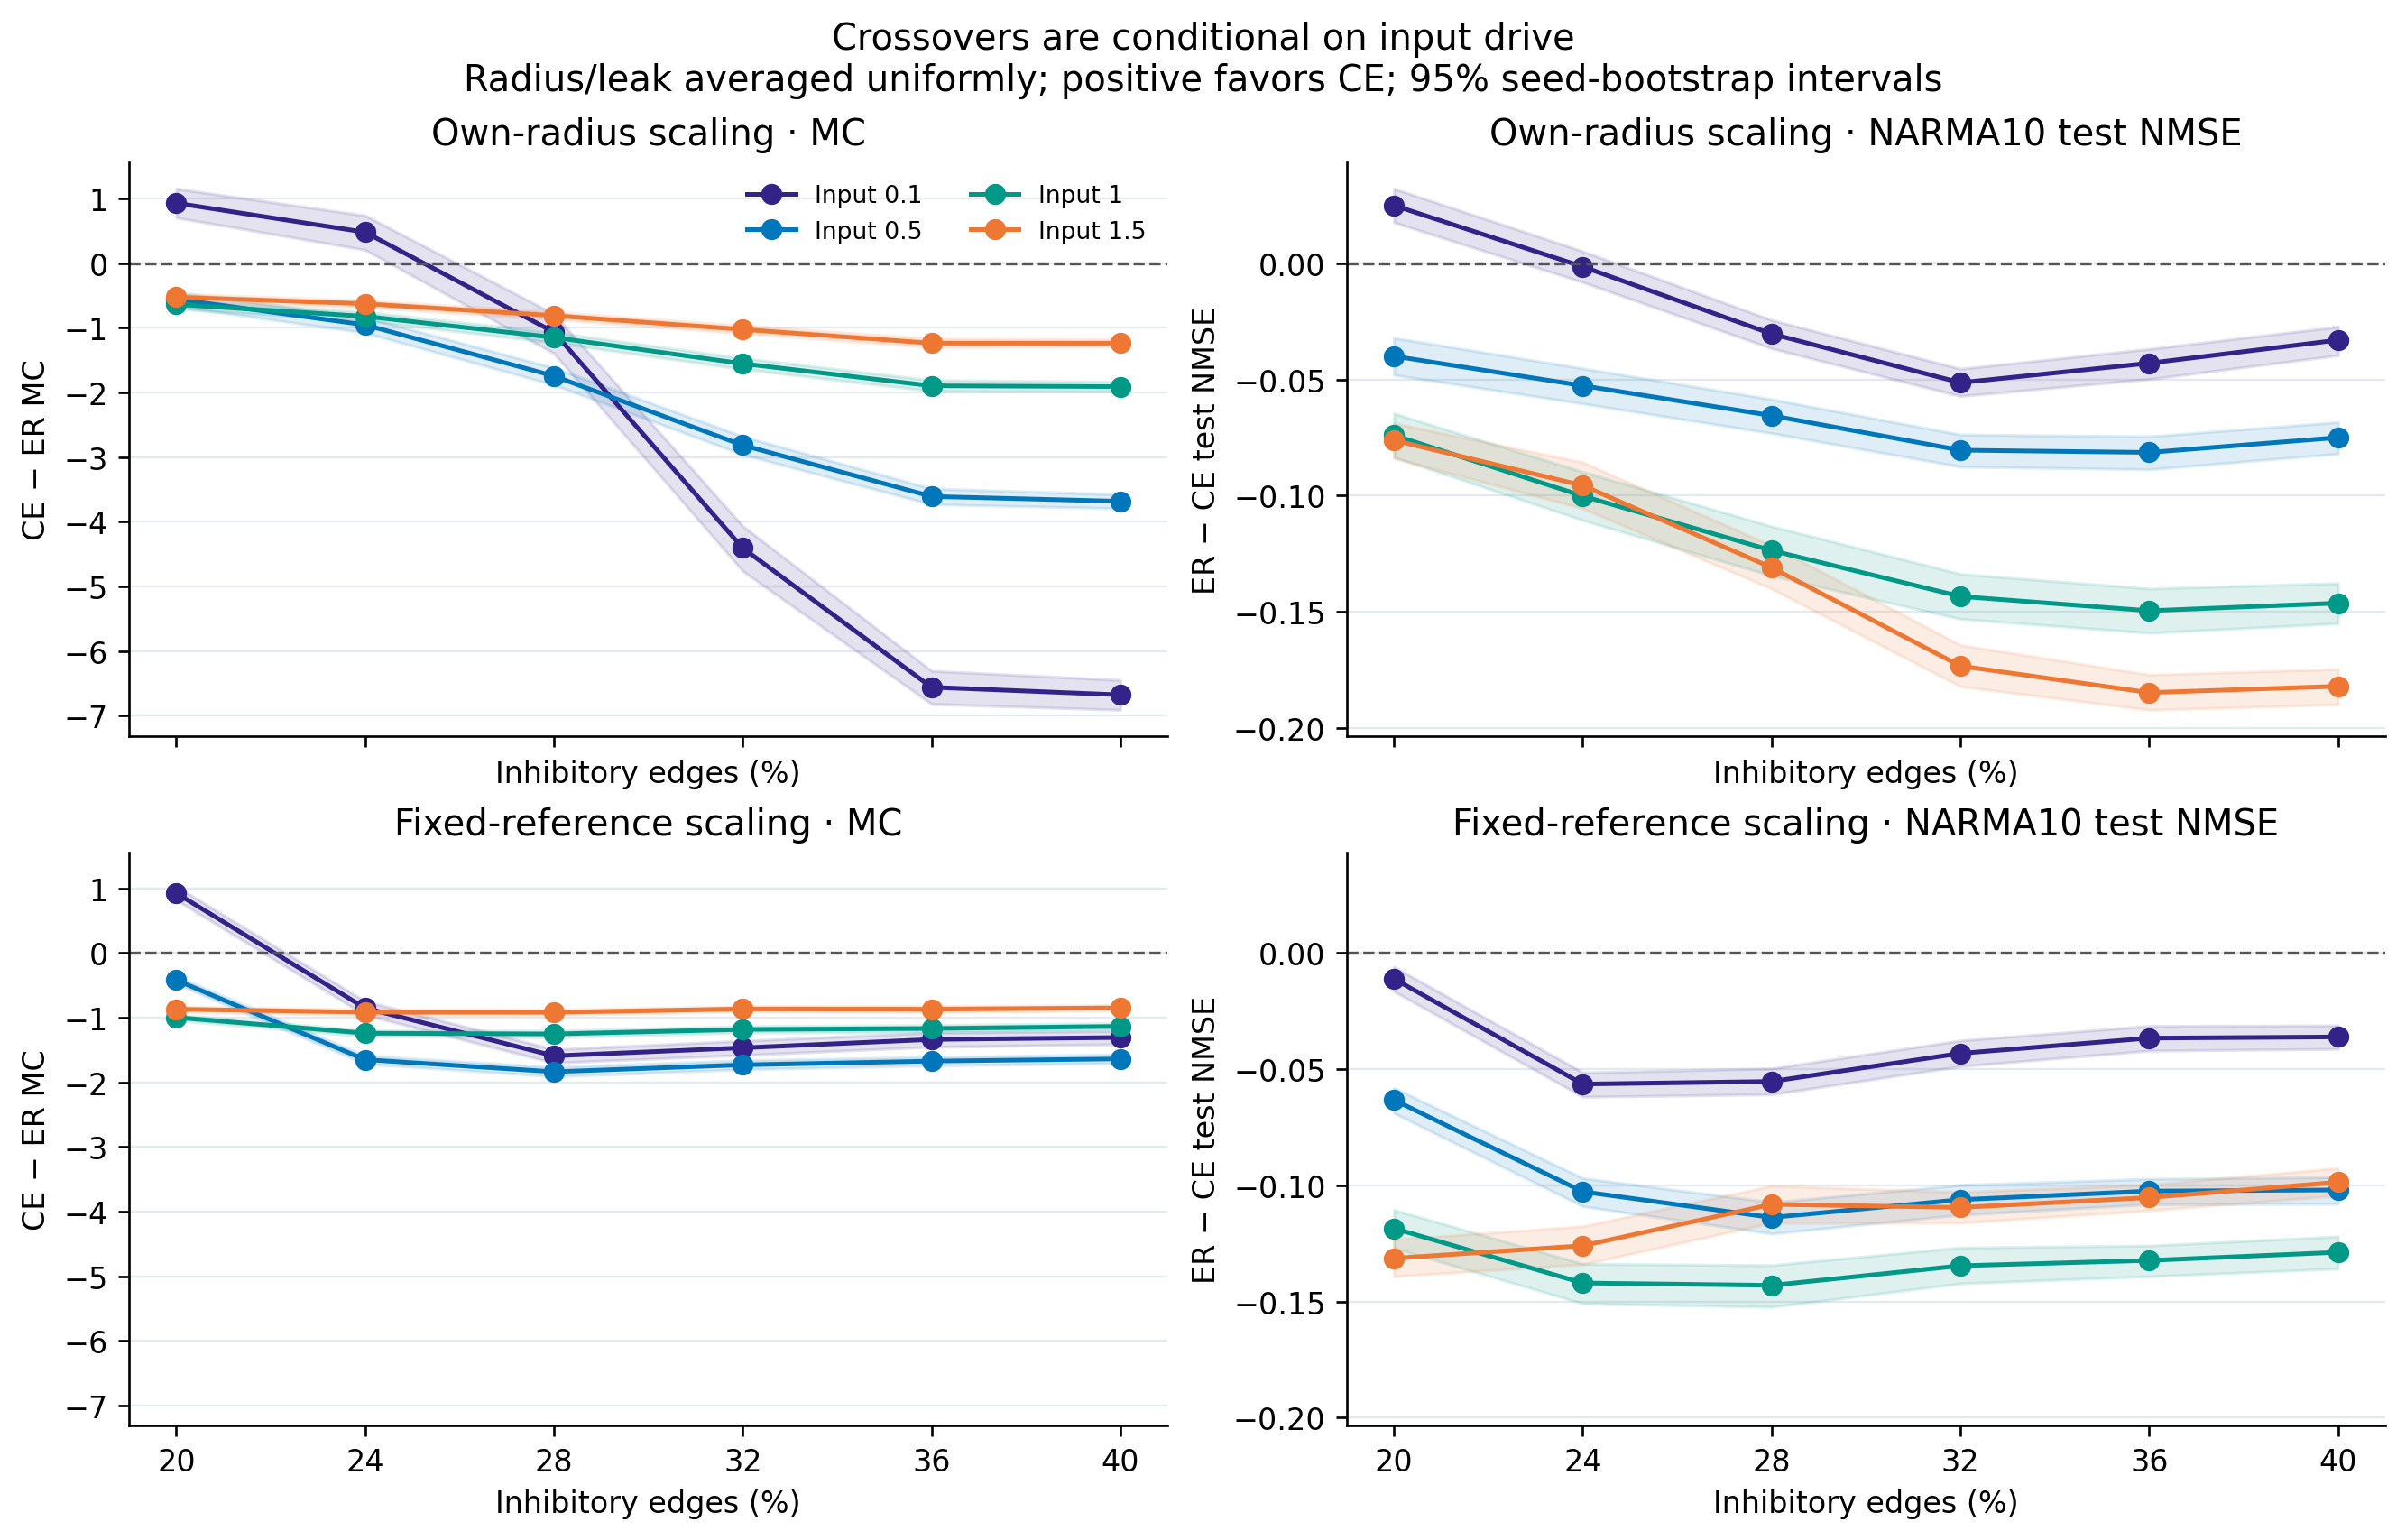 Crossovers are conditional on input drive
Radius/leak averaged uniformly; positive favors CE; 95% seed-bootstrap intervals
Own-radius scaling · MC
Input 0.1
Input 0.5
Input 1
Input 1.5
1
0
−1
−2
−3
−4
−5
−6
−7
CE − ER MC
Inhibitory edges (%)
Own-radius scaling · NARMA10 test NMSE
0.00
−0.05
−0.10
−0.15
−0.20
ER − CE test NMSE
Inhibitory edges (%)
Fixed-reference scaling · MC
1
0
−1
−2
−3
−4
−5
−6
−7
CE − ER MC
20 24 28 32 36 40
Inhibitory edges (%)
Fixed-reference scaling · NARMA10 test NMSE
0.00
−0.05
−0.10
−0.15
−0.20
ER − CE test NMSE
20 24 28 32 36 40
Inhibitory edges (%)